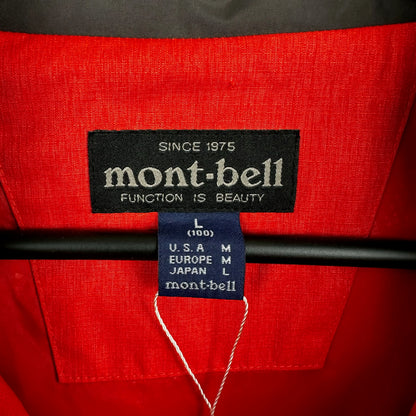 SINCE 1975
mont-bell
FUNCTION IS BEAUTY
L
(100)
U.S.A M
EUROPE M
JAPAN L
mont-bell